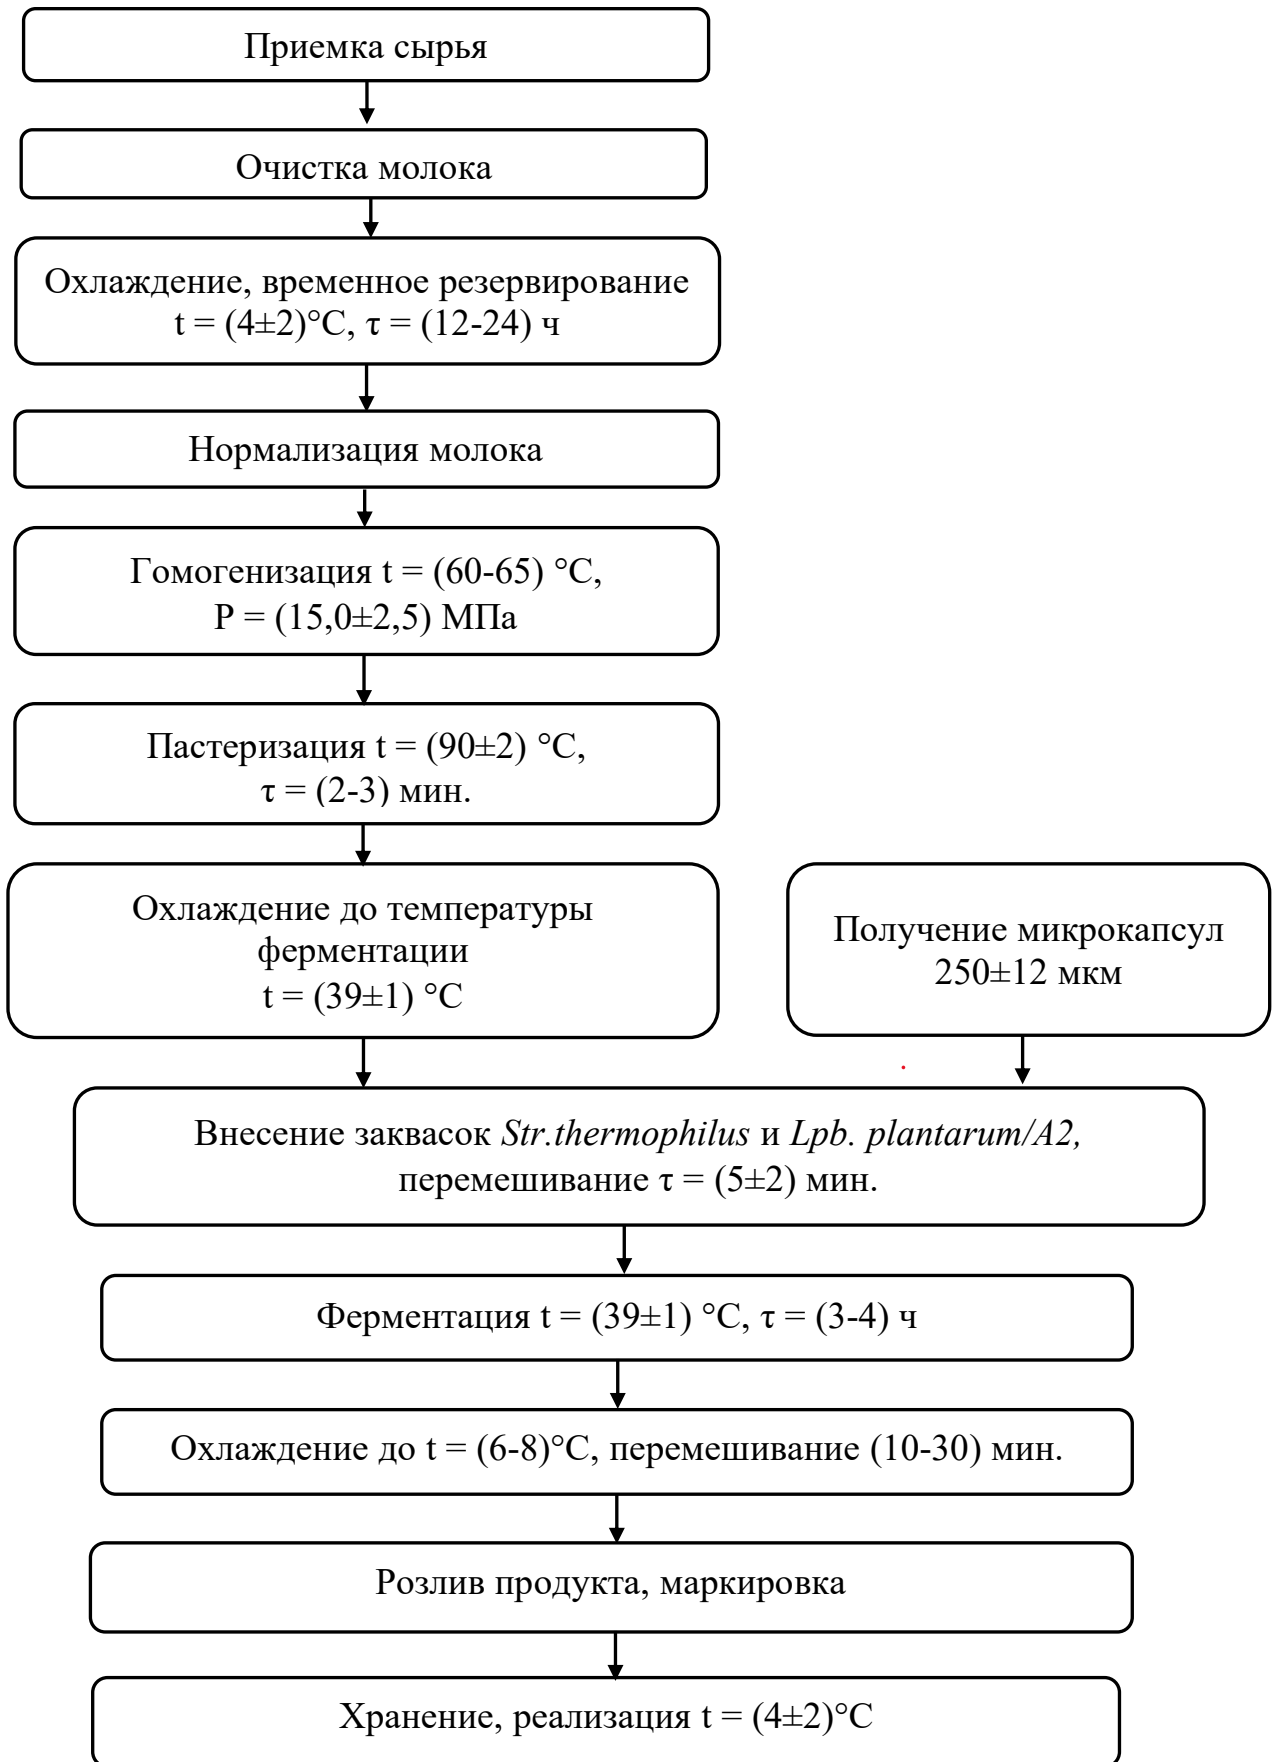 Приемка сырья
Очистка молока
Охлаждение, временное резервирование
t = (4±2)°C, τ = (12-24) ч
Нормализация молока
Гомогенизация t = (60-65) °C,
P = (15,0±2,5) МПа
Пастеризация t = (90±2) °C,
τ = (2-3) мин.
Охлаждение до температуры
ферментации
t = (39±1) °C
Получение микрокапсул
250±12 мкм
Внесение заквасок Str.thermophilus и Lpb. plantarum/A2,
перемешивание τ = (5±2) мин.
Ферментация t = (39±1) °C, τ = (3-4) ч
Охлаждение до t = (6-8)°C, перемешивание (10-30) мин.
Розлив продукта, маркировка
Хранение, реализация t = (4±2)°C